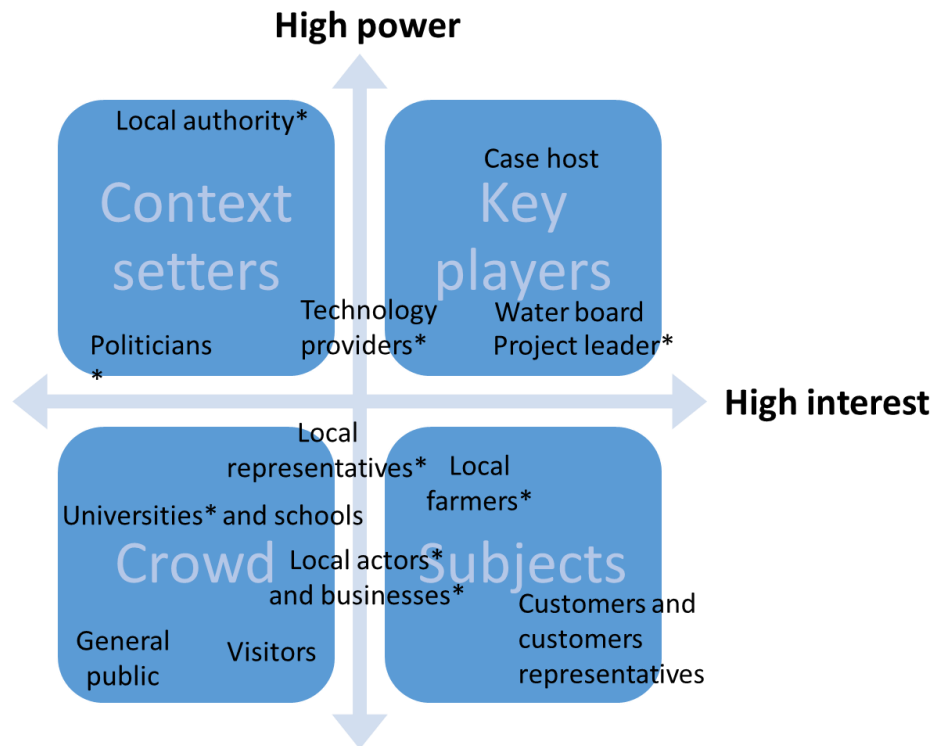 High power
Local authority*
Context
setters
Politicians
*
Case host
Key
players
Technology
providers*
Water board
Project leader*
High interest
Local
representatives*
Universities* and schools
Crowd
Local actors*
and businesses*
General
public
Visitors
Local
farmers*
Subjects
Customers and
customers
representatives